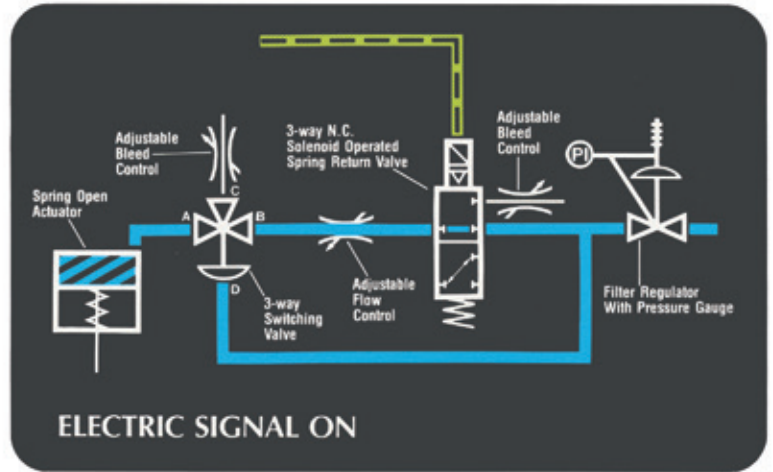 Adjustable
Bleed
Control
3-way N.C.
Solenoid Operated
Spring Return Valve
Adjustable
Bleed
Control
PI
Spring Open
Actuator
C
A
B
D
3-way
Switching
Valve
Adjustable
Flow
Control
Filter Regulator
With Pressure Gauge
ELECTRIC SIGNAL ON